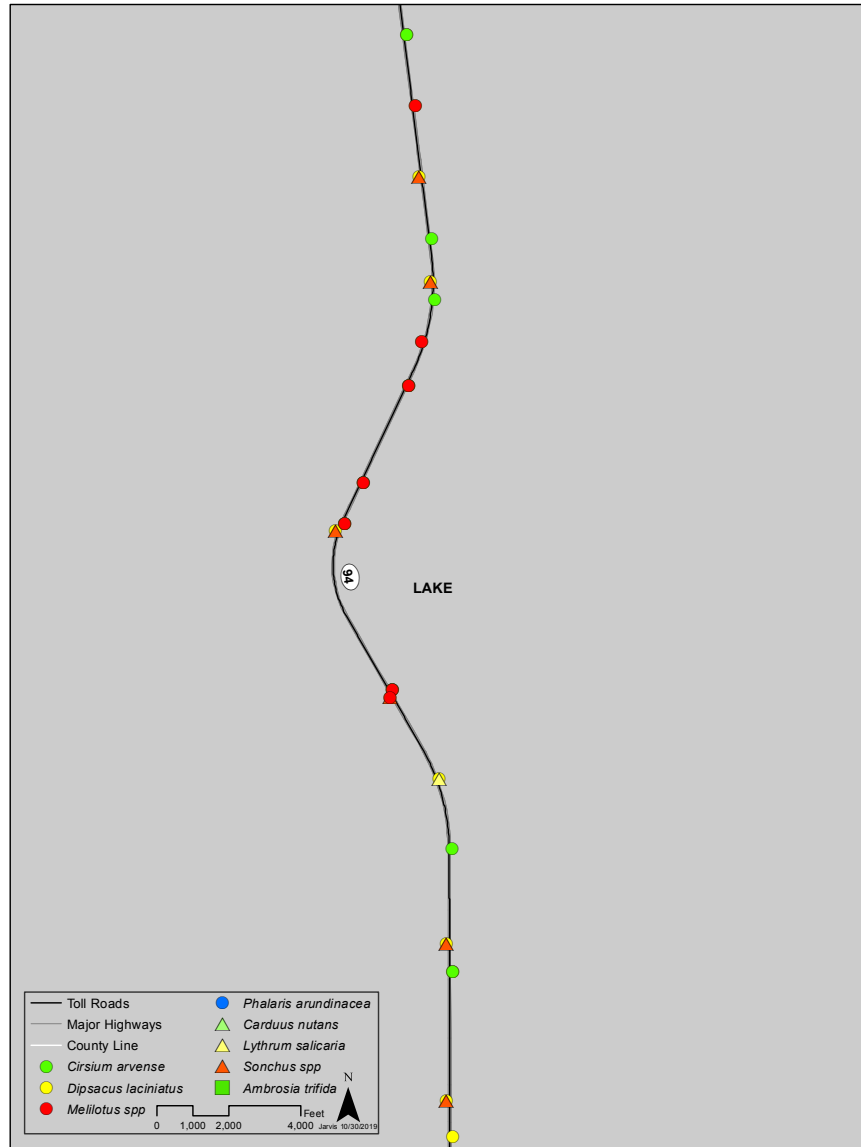 94
LAKE
Toll Roads
Major Highways
County Line
Cirsium arvense
Dipsacus laciniatus
Melilotus spp
Phalaris arundinacea
Carduus nutans
Lythrum salicaria
Sonchus spp
Ambrosia trifida
N
0 1,000 2,000 4,000
Feet
Jarvis 10/30/2019